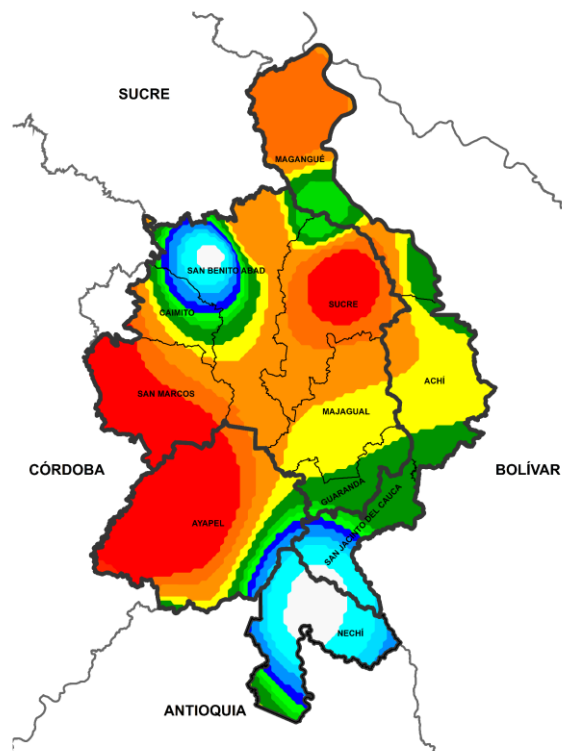 SUCRE
MAGANGUÉ
SAN BENITO ABAD
CAIMITO
SUCRE
SAN MARCOS
ACHÍ
MAJAGUAL
CÓRDOBA
BOLÍVAR
GUARANDA
AYAPEL
SAN JACINTO DEL CAUCA
NECHÍ
ANTIOQUIA